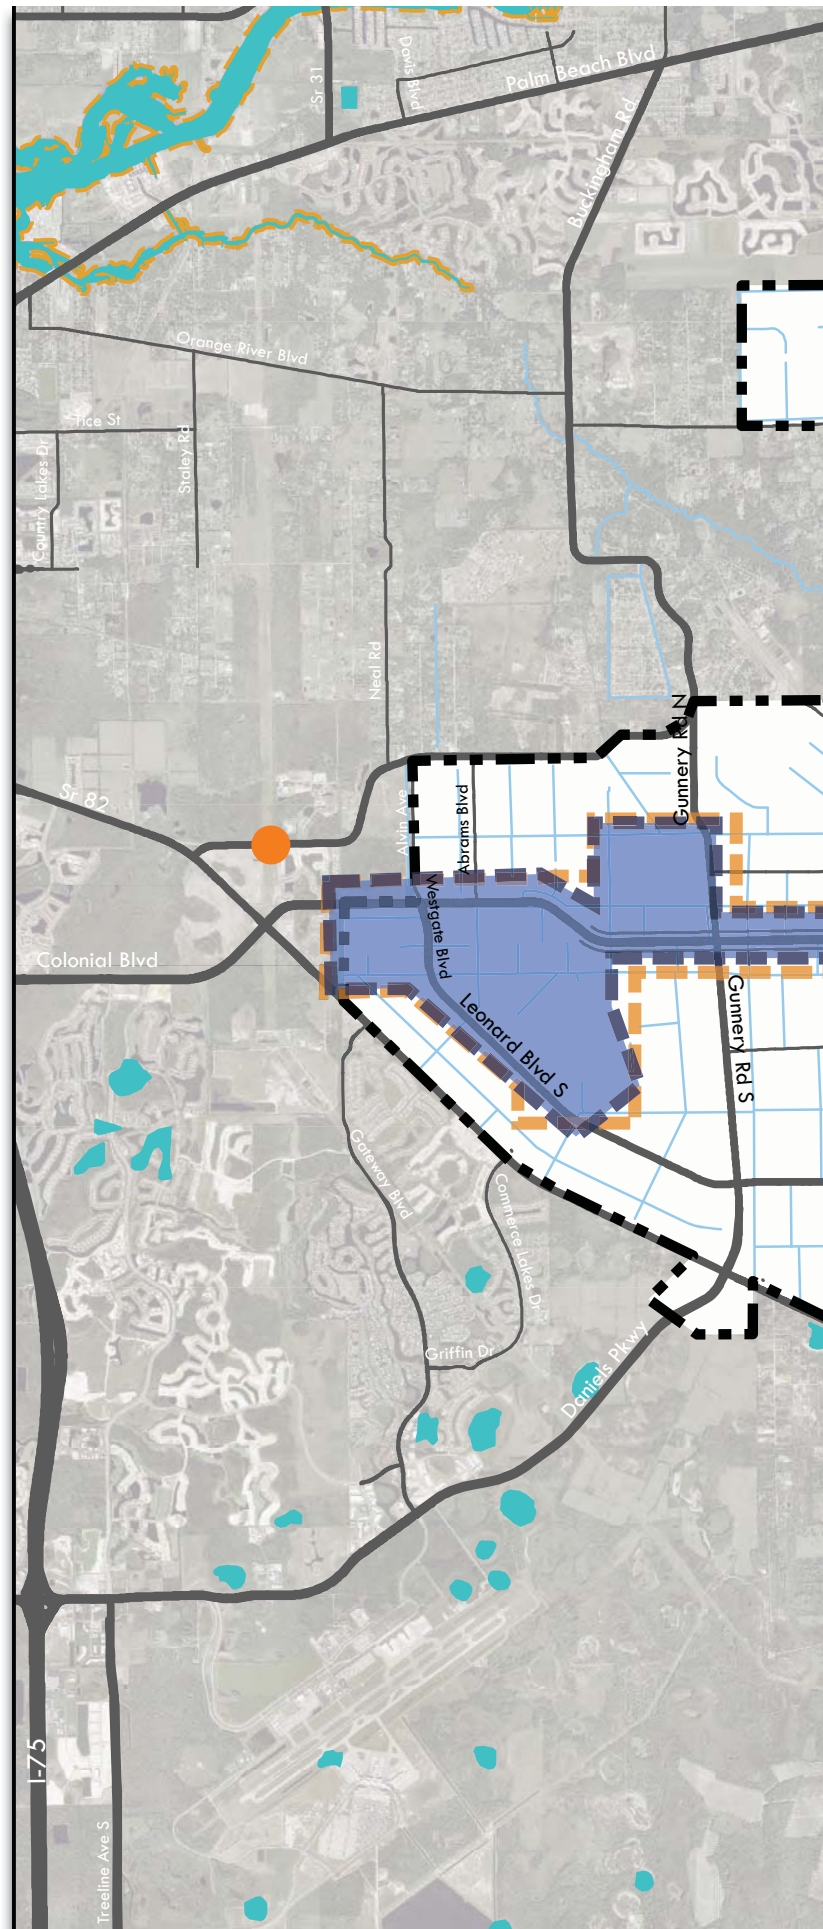 Sr 31
Davis Blvd
Palm Beach Blvd
Buckingham Rd
Orange River Blvd
Tice St
Staley Rd
Country Lakes Dr
Neal Rd
Gunnery Rd N
Sr 82
Alvin Ave
Abrams Blvd
Westgate Blvd
Colonial Blvd
Leonard Blvd S
Gunnery Rd S
Gateway Blvd
Commerce Lakes Dr
Griffin Dr
Daniels Pkwy
I-75
Treeline Ave S